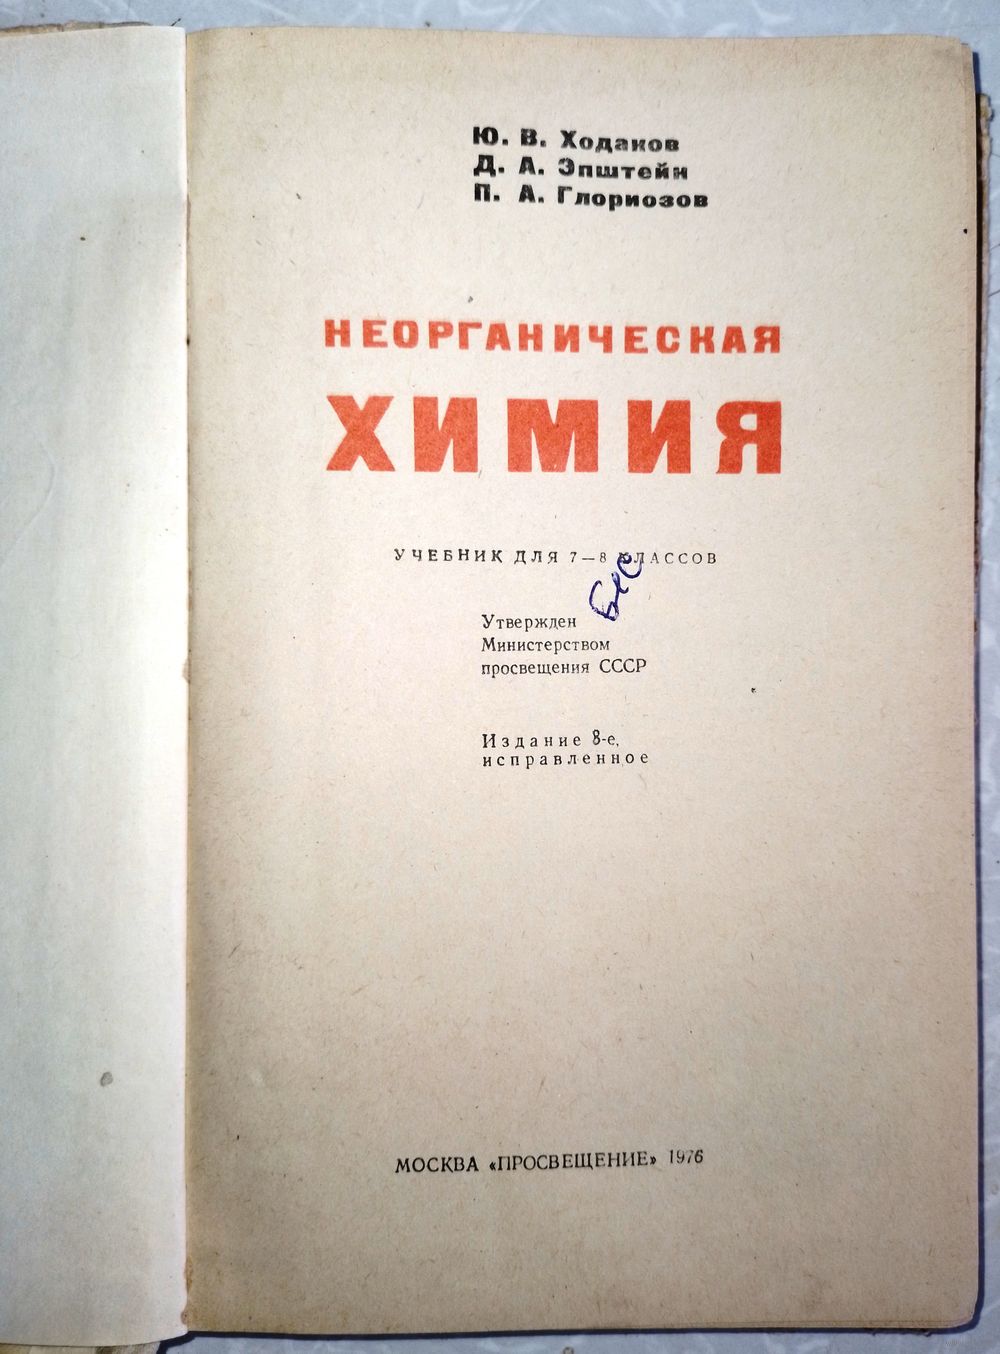 Ю. В. Ходаков
Д. А. Эпштейн
П. А. Глориозов
НЕОРГАНИЧЕСКАЯ
ХИМИЯ
УЧЕБНИК ДЛЯ 7—8 КЛАССОВ
Утвержден
Министерством
просвещения СССР
Издание 8-е,
исправленное
МОСКВА «ПРОСВЕЩЕНИЕ» 1976